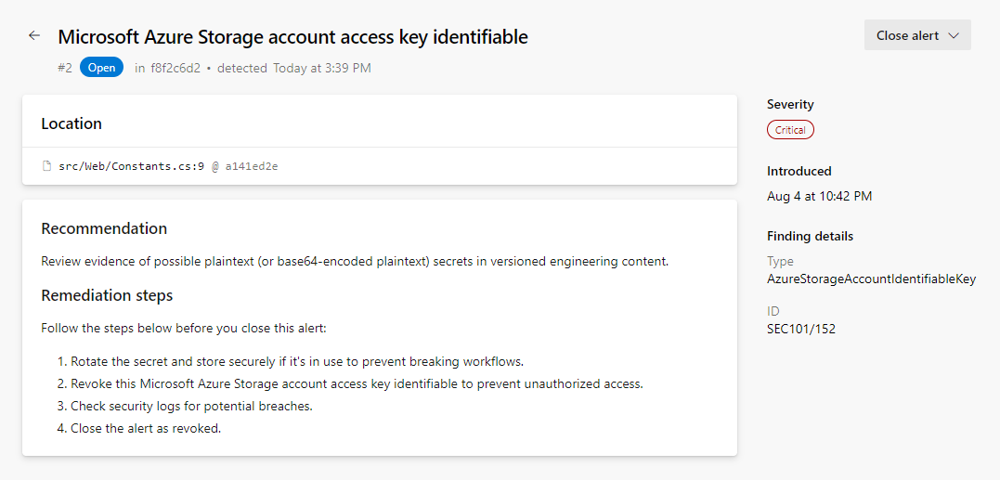 Microsoft Azure Storage account access key identifiable
Close alert
#2 Open in f8f2c6d2 • detected Today at 3:39 PM
Location
src/Web/Constants.cs:9 @ a141ed2e
Recommendation
Review evidence of possible plaintext (or base64-encoded plaintext) secrets in versioned engineering content.
Remediation steps
Follow the steps below before you close this alert:
1. Rotate the secret and store securely if it's in use to prevent breaking workflows.
2. Revoke this Microsoft Azure Storage account access key identifiable to prevent unauthorized access.
3. Check security logs for potential breaches.
4. Close the alert as revoked.
Severity
Critical
Introduced
Aug 4 at 10:42 PM
Finding details
Type
AzureStorageAccountIdentifiableKey
ID
SEC101/152